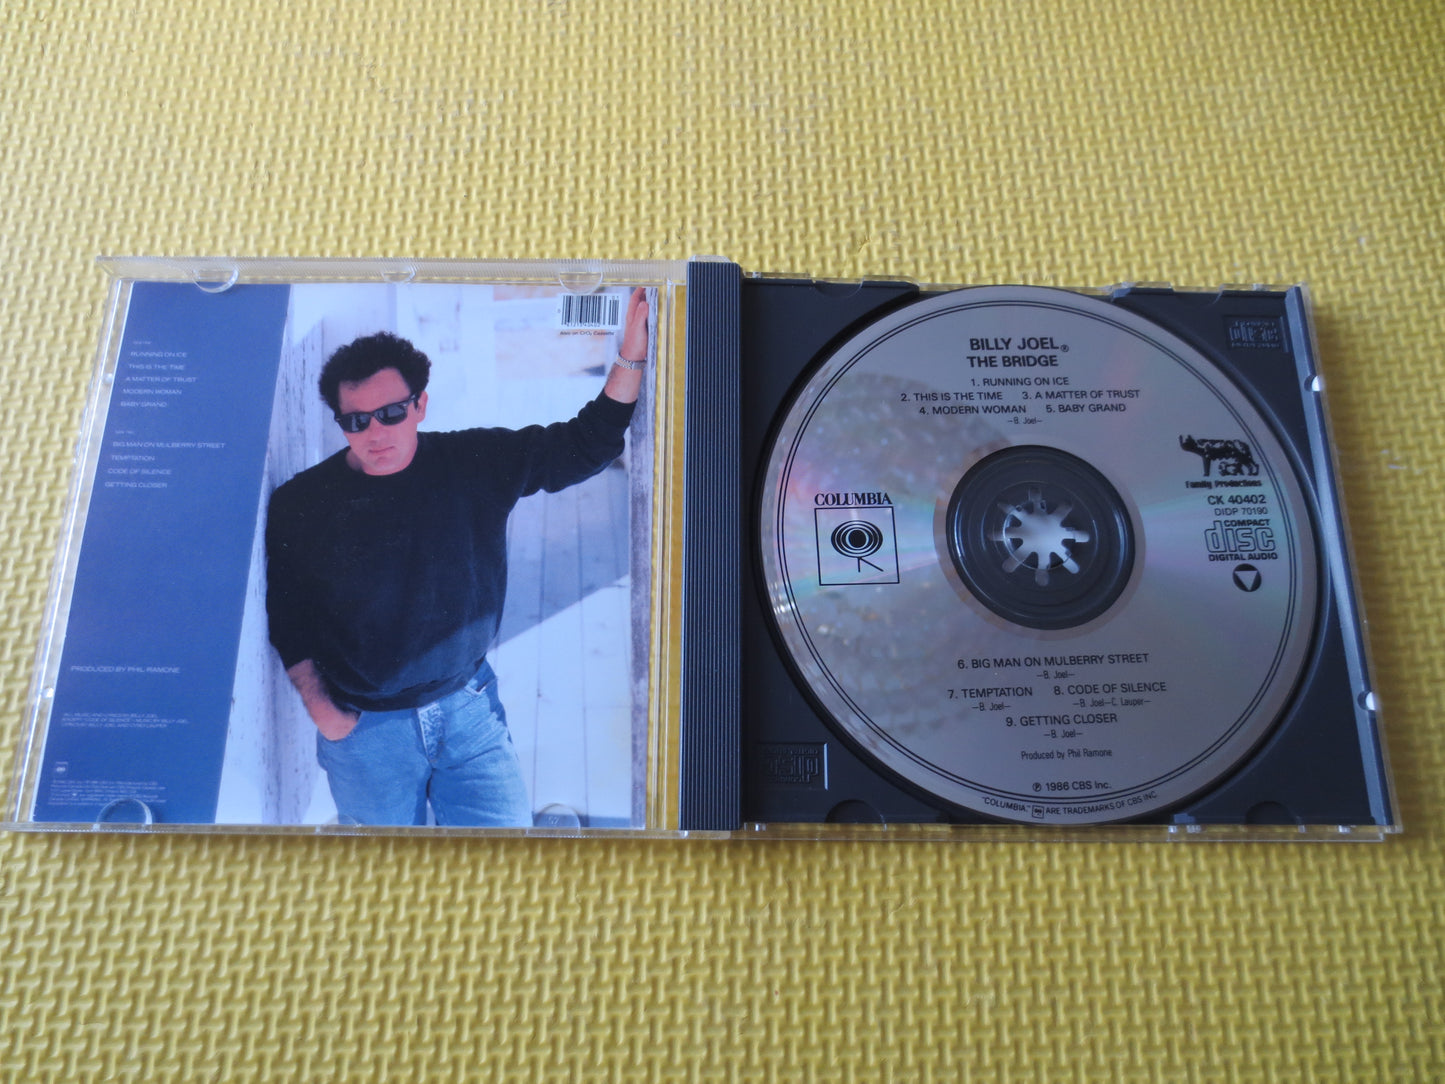 RUNNING ON ICE
THIS IS THE TIME
A MATTER OF TRUST
MODERN WOMAN
BABY GRAND
BIG MAN ON MULBERRY STREET
TEMPTATION
CODE OF SILENCE
GETTING CLOSER
PRODUCED BY PHIL RAMONE
Also on CrO₂ Cassette
BILLY JOEL®
THE BRIDGE
1. RUNNING ON ICE
2. THIS IS THE TIME 3. A MATTER OF TRUST
4. MODERN WOMAN 5. BABY GRAND
—B. Joel—
COLUMBIA
Family Productions
CK 40402
DIDP 70190
COMPACT
disc
DIGITAL AUDIO
6. BIG MAN ON MULBERRY STREET
—B. Joel—
7. TEMPTATION 8. CODE OF SILENCE
—B. Joel— —B. Joel—C. Lauper—
9. GETTING CLOSER
—B. Joel—
Produced by Phil Ramone
℗ 1986 CBS Inc.
"COLUMBIA," ARE TRADEMARKS OF CBS INC